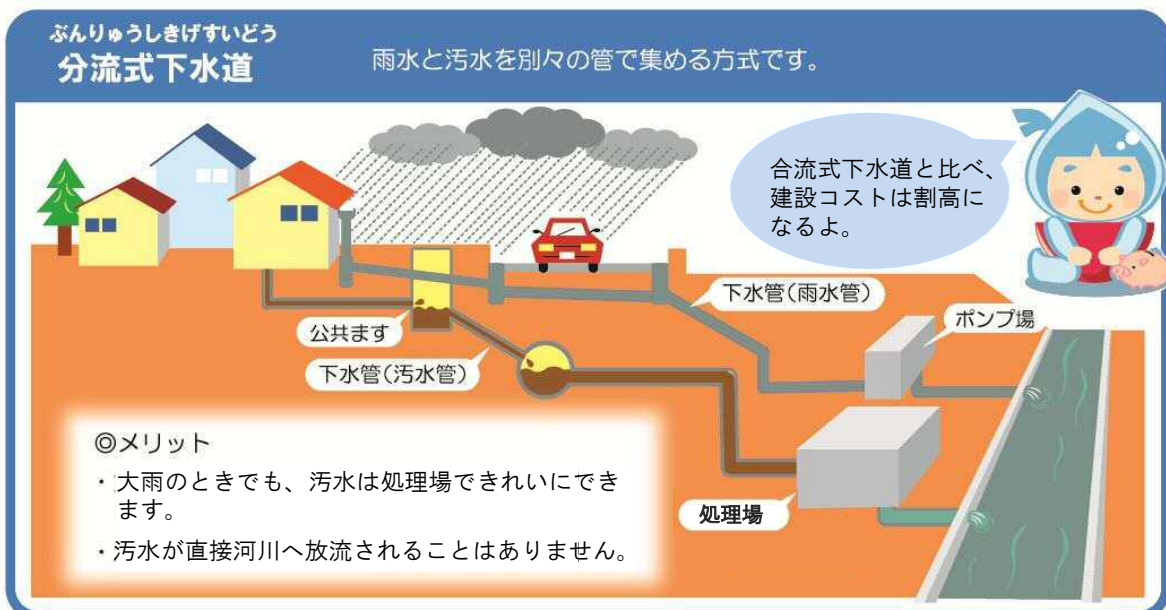 ぶんりゅうしきげすいどう
分流式下水道
雨水と汚水を別々の管で集める方式です。
合流式下水道と比べ、
建設コストは割高に
なるよ。
下水管(雨水管)
ポンプ場
公共ます
下水管(汚水管)
◎メリット
・大雨のときでも、汚水は処理場できれいにでき
ます。
・汚水が直接河川へ放流されることはありません。
処理場